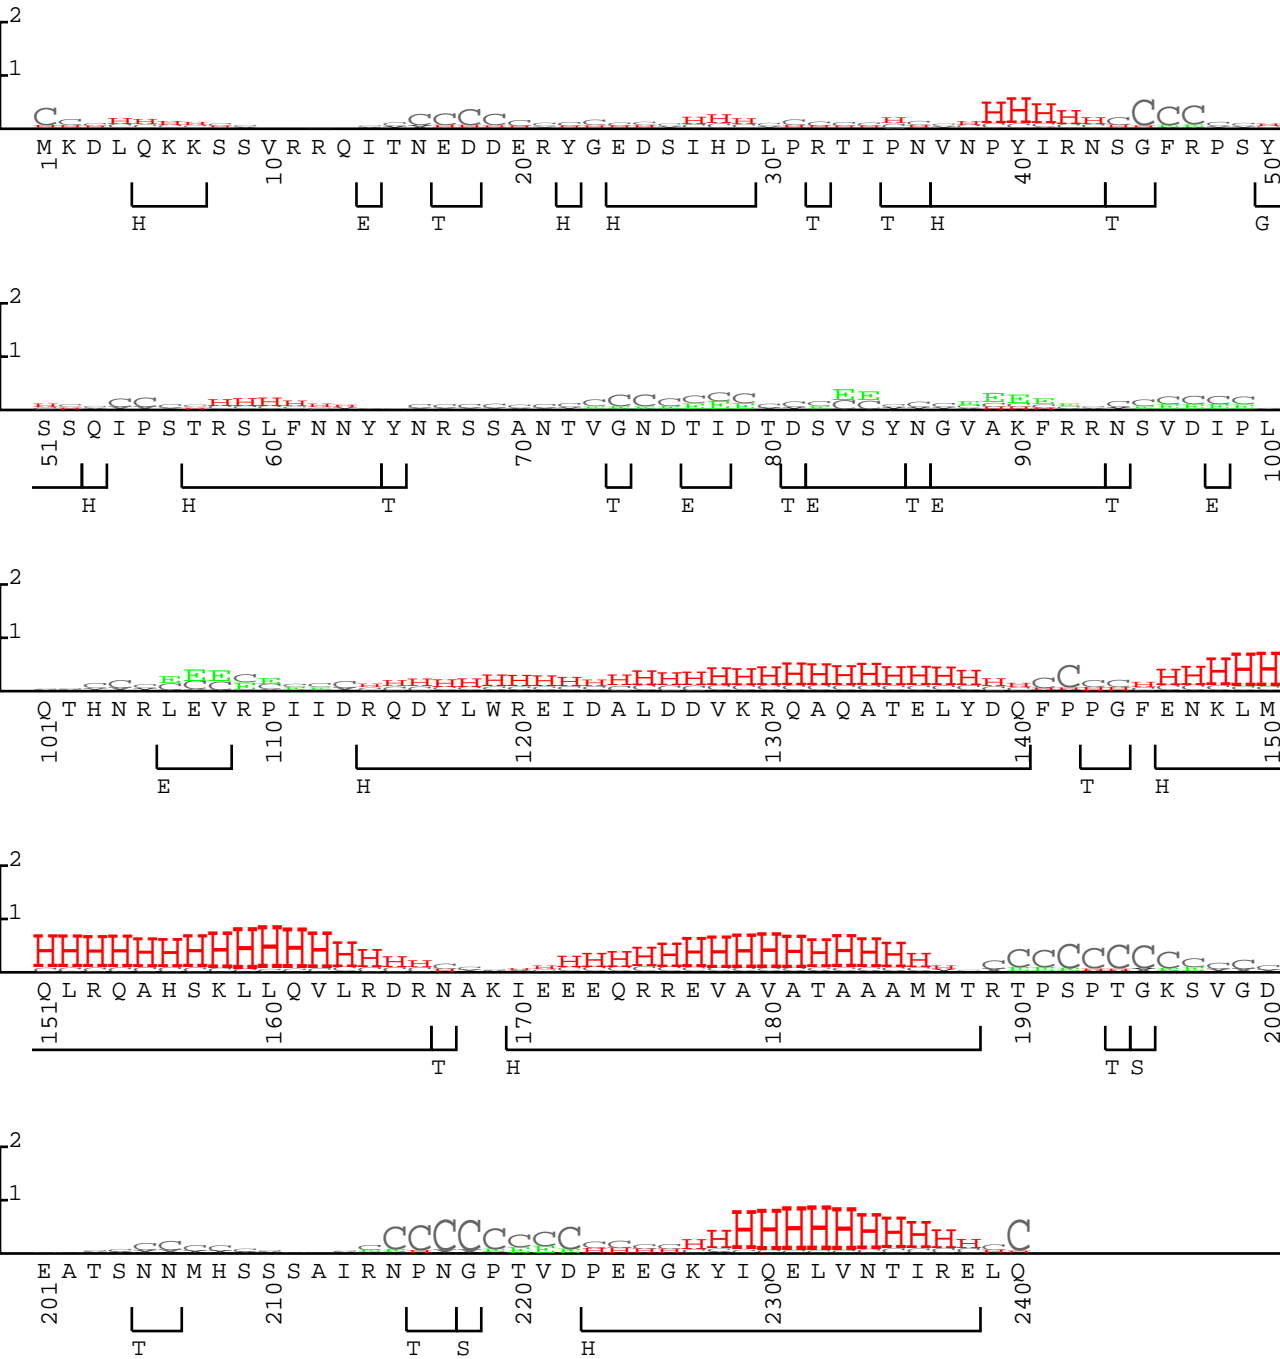 2
1
M K D L Q K K S S V R R Q I T N E D D E R Y G E D S I H D L P R T I P N V N P Y I R N S G F R P S Y
1 10 20 30 40 50
H E T H H T T H T G
2
1
S S Q I P S T R S L F N N Y Y N R S S A N T V G N D T I D T D S V S Y N G V A K F R R N S V D I P L
51 60 70 80 90 100
H H T T E T E T E T E
2
1
Q T H N R L E V R P I I D R Q D Y L W R E I D A L D D V K R Q A Q A T E L Y D Q F P P G F E N K L M
101 110 120 130 140 150
E H T H
2
1
Q L R Q A H S K L L Q V L R D R N A K I E E E Q R R E V A V A T A A A M M T R T P S P T G K S V G D
151 160 170 180 190 200
T H T S
2
1
E A T S N N M H S S S A I R N P N G P T V D P E E G K Y I Q E L V N T I R E L Q
201 210 220 230 240
T T S H